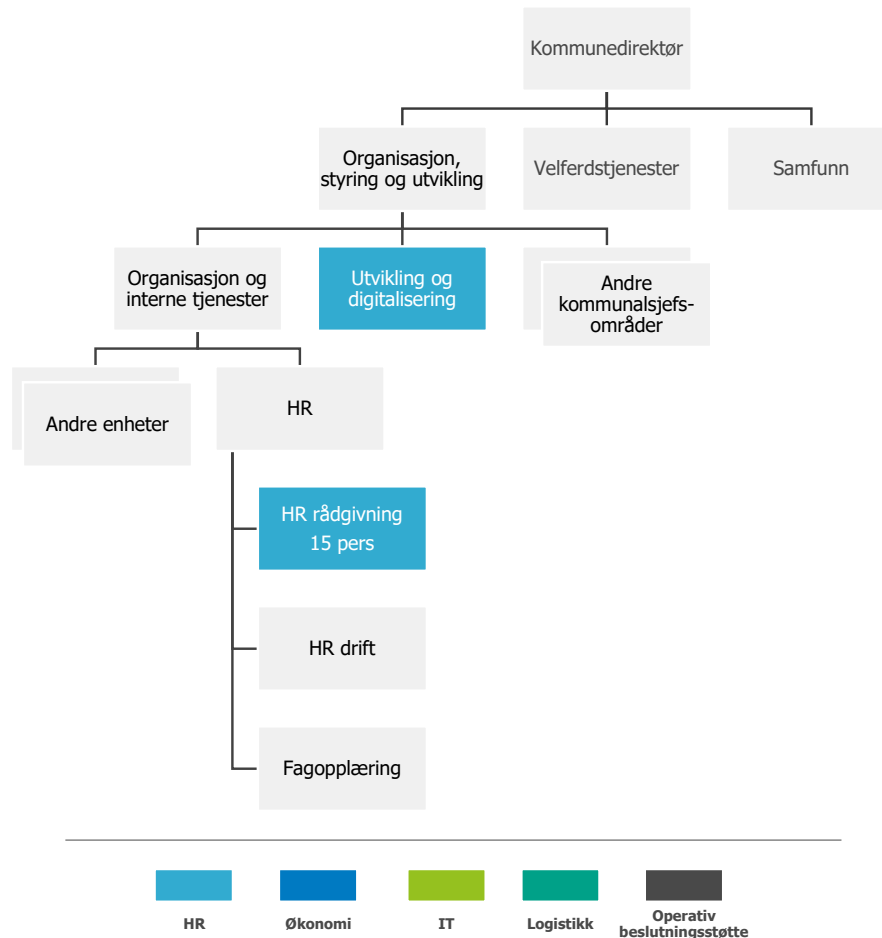 Kommunedirektør
Organisasjon,
styring og utvikling
Velferdstjenester
Samfunn
Organisasjon og
interne tjenester
Utvikling og
digitalisering
Andre
kommunalsjefs-
områder
Andre enheter
HR
HR rådgivning
15 pers
HR drift
Fagopplæring
HR
Økonomi
IT
Logistikk
Operativ
beslutningsstøtte